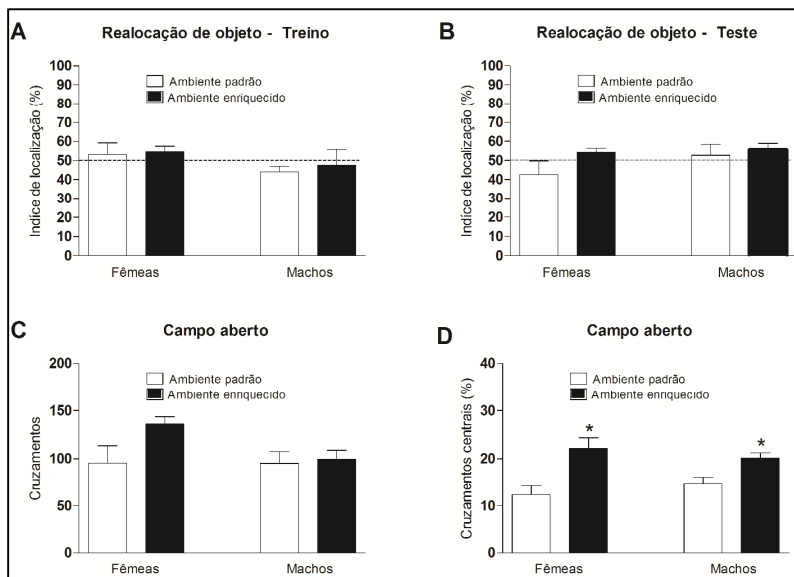 A
Realocação de objeto - Treino
Indice de localização (%)
100
90
80
70
60
50
40
30
20
10
0
Ambiente padrão
Ambiente enriquecido
Fêmeas
Machos
B
Realocação de objeto - Teste
Indice de localização (%)
100
90
80
70
60
50
40
30
20
10
0
Ambiente padrão
Ambiente enriquecido
Fêmeas
Machos
C
Campo aberto
Cruzamentos
200
150
100
50
0
Ambiente padrão
Ambiente enriquecido
Fêmeas
Machos
D
Campo aberto
Cruzamentos centrais (%)
40
30
20
10
0
Ambiente padrão
Ambiente enriquecido
*
*
Fêmeas
Machos